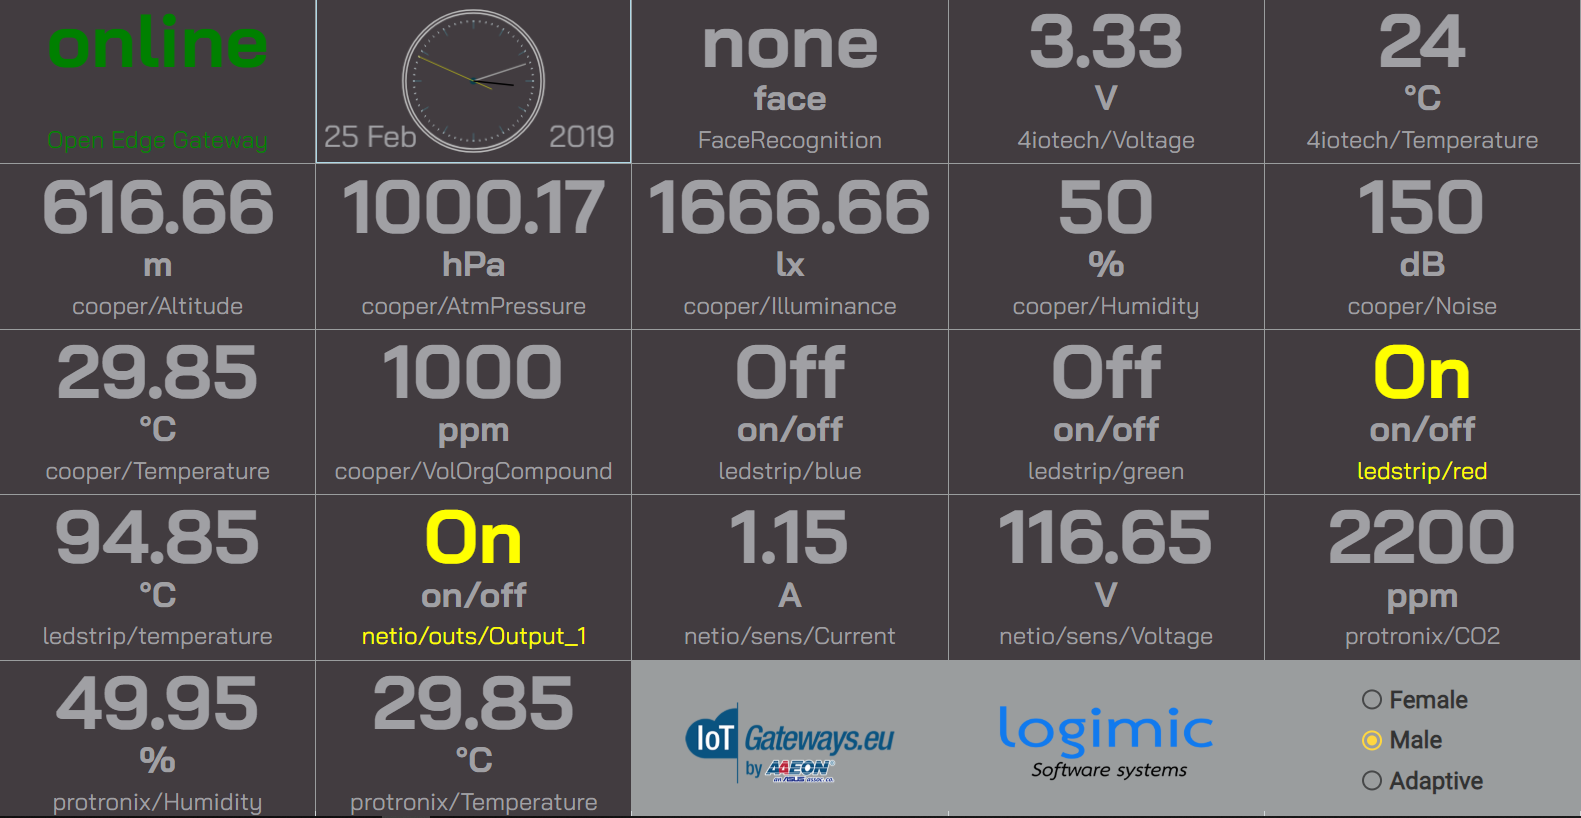 online
Open Edge Gateway
25 Feb 2019
none
face
FaceRecognition
3.33
V
4iotech/Voltage
24
°C
4iotech/Temperature
616.66
m
cooper/Altitude
1000.17
hPa
cooper/AtmPressure
1666.66
lx
cooper/Illuminance
50
%
cooper/Humidity
150
dB
cooper/Noise
29.85
°C
cooper/Temperature
1000
ppm
cooper/VolOrgCompound
Off
on/off
ledstrip/blue
Off
on/off
ledstrip/green
On
on/off
ledstrip/red
94.85
°C
ledstrip/temperature
On
on/off
netio/outs/Output_1
1.15
A
netio/sens/Current
116.65
V
netio/sens/Voltage
2200
ppm
protronix/CO2
49.95
%
protronix/Humidity
29.85
°C
protronix/Temperature
IoT Gateways.eu
by AAEON
an ASUS assoc. co.
logimic
Software systems
Female
Male
Adaptive